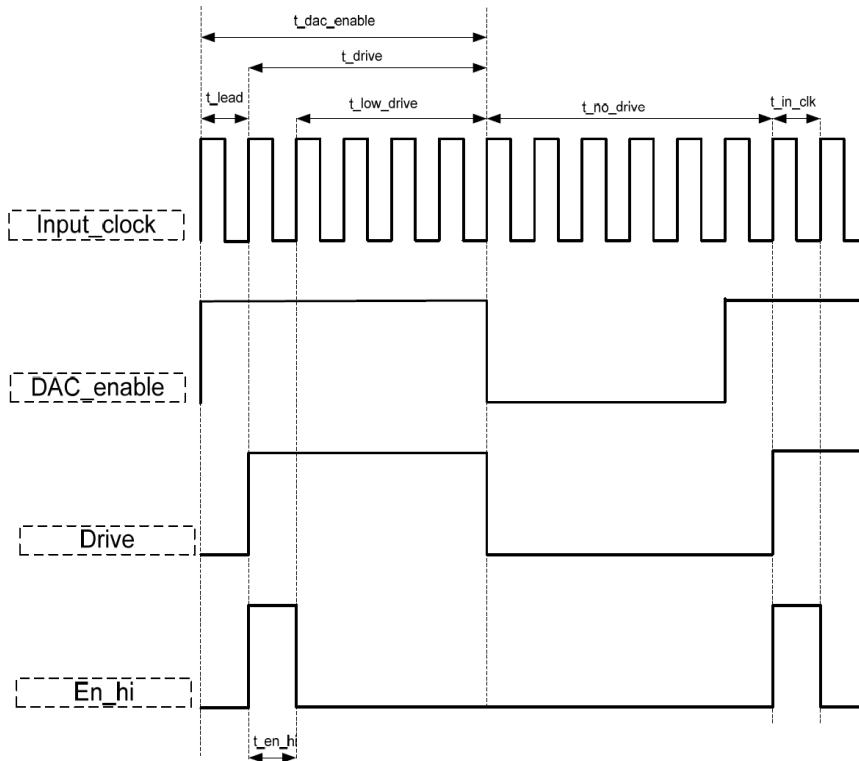 t_dac_enable
t_drive
t_lead
t_low_drive
t_no_drive
t_in_clk
Input_clock
DAC_enable
Drive
En_hi
t_en_hi